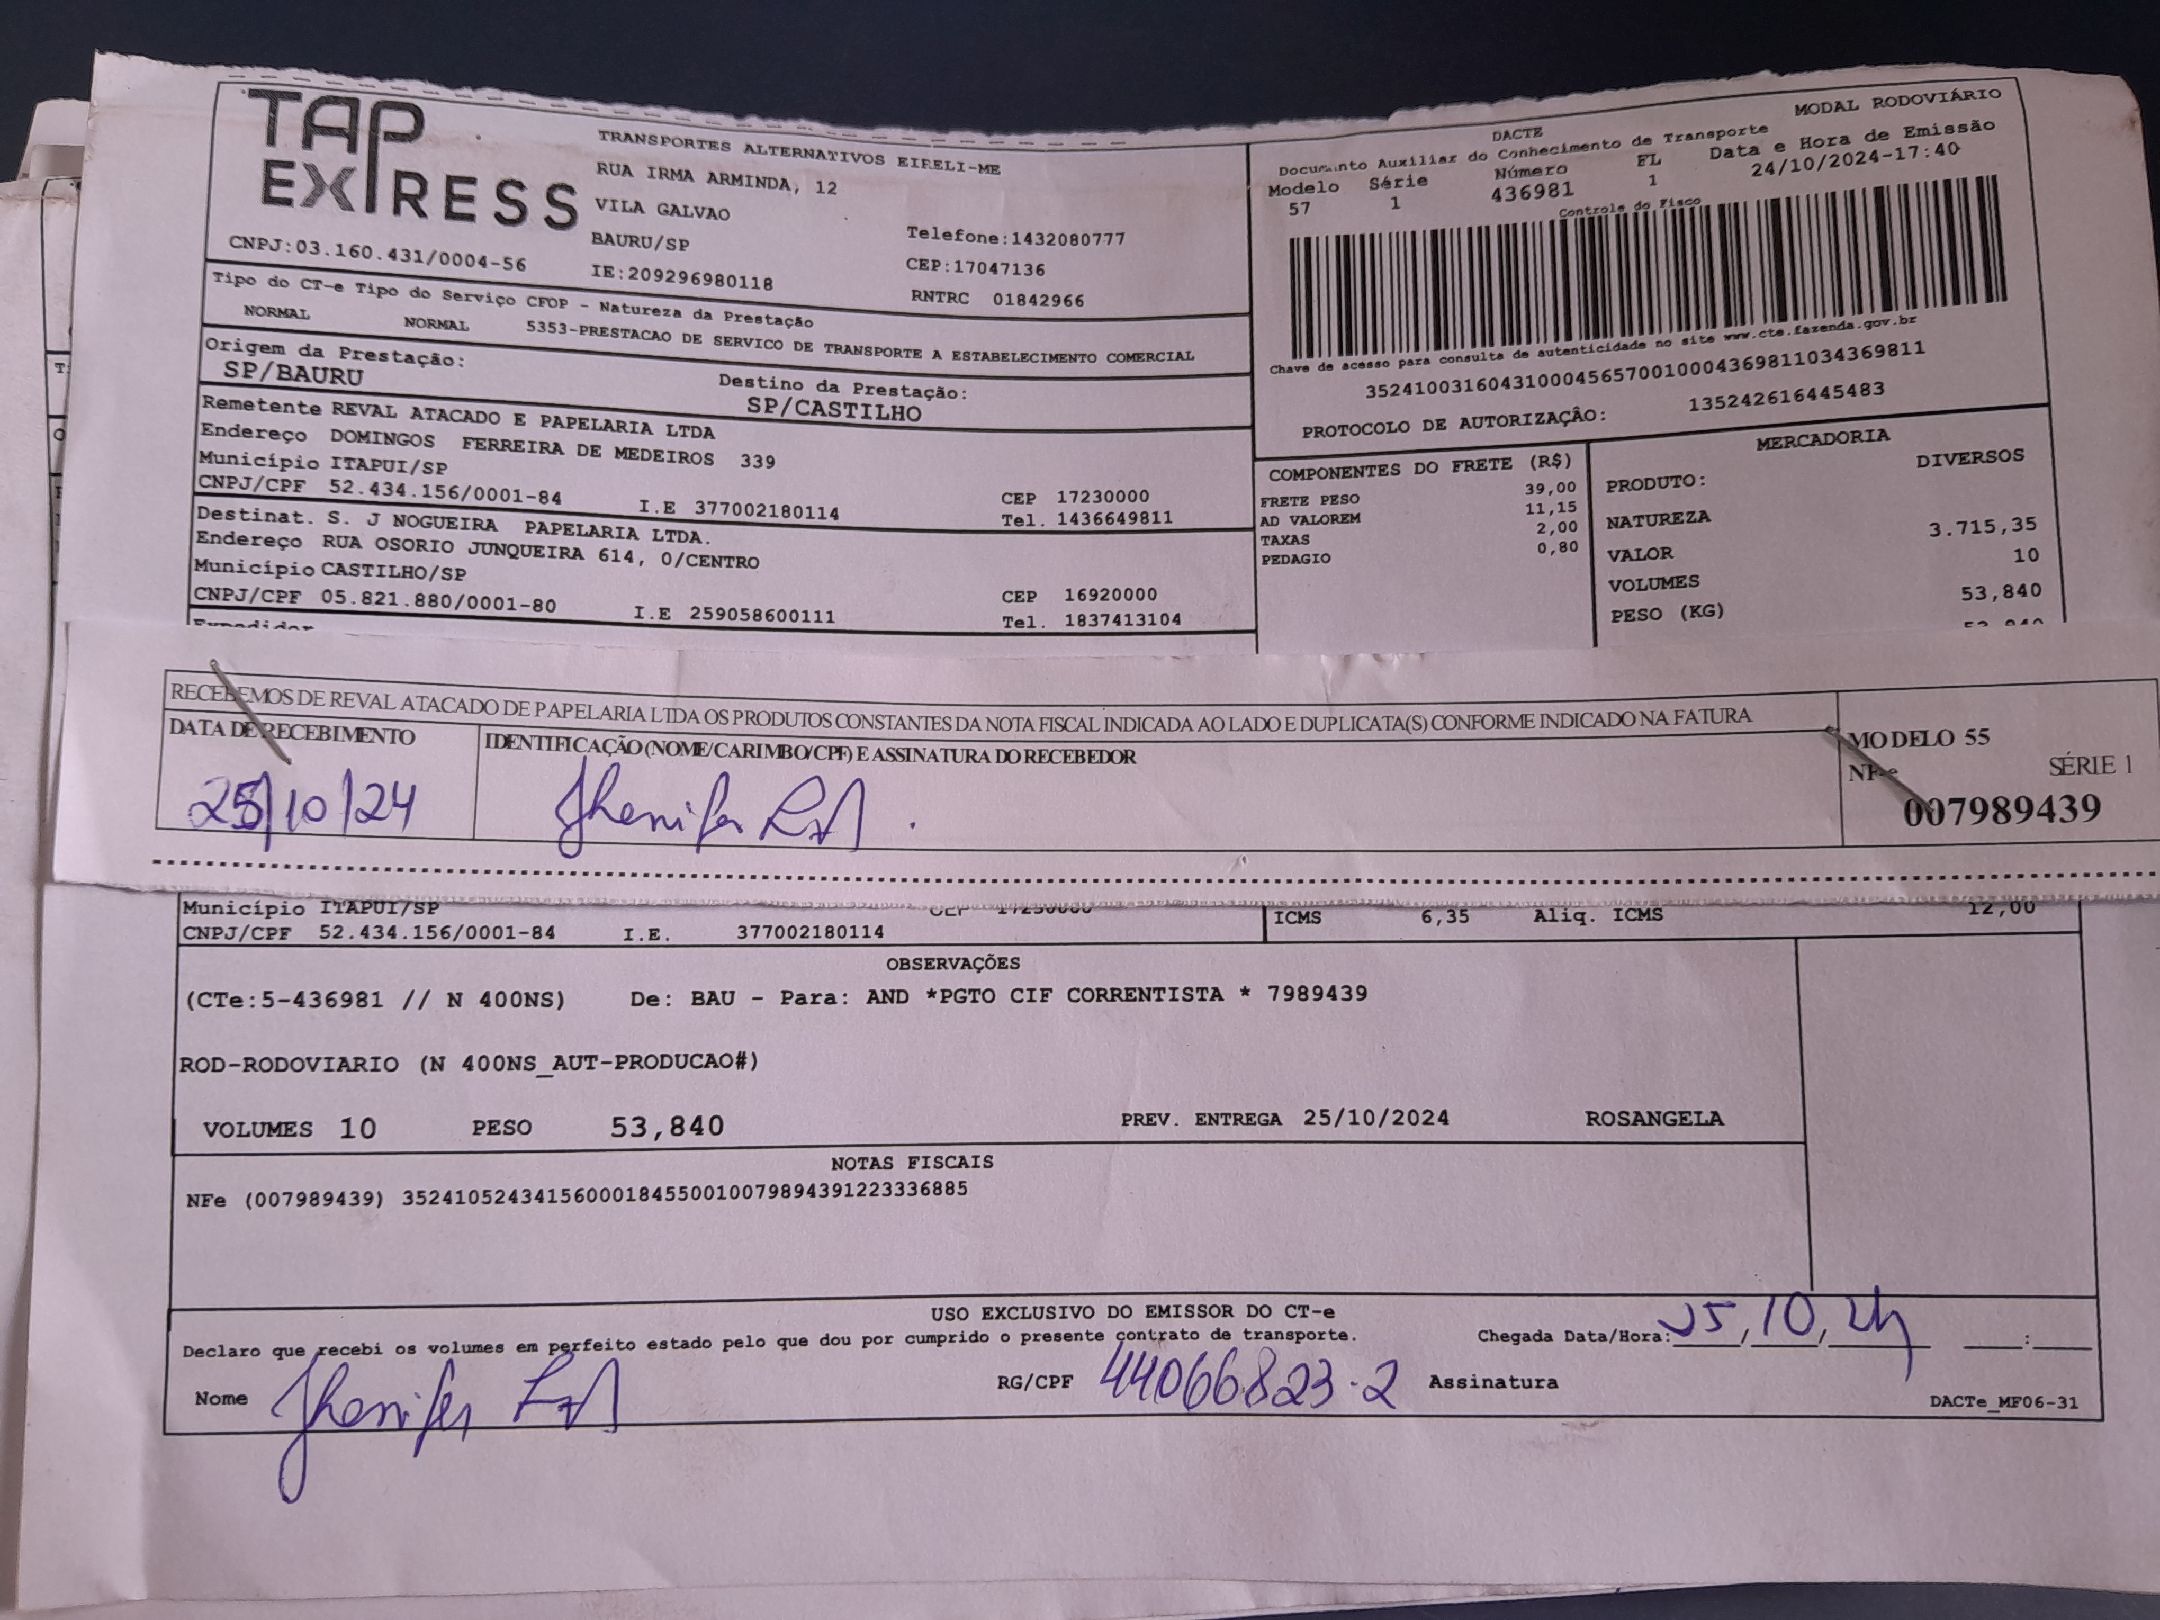 TAP EXPRESS
TRANSPORTES ALTERNATIVOS EIRELI-ME
RUA IRMA ARMINDA, 12
VILA GALVAO
BAURU/SP Telefone:1432080777
CNPJ:03.160.431/0004-56 IE:209296980118 CEP:17047136
RNTRC 01842966
MODAL RODOVIÁRIO
DACTE
Documento Auxiliar do Conhecimento de Transporte
Modelo Série Número FL Data e Hora de Emissão
57 1 436981 1 24/10/2024-17:40
Controle do Fisco
Chave de acesso para consulta de autenticidade no site www.cte.fazenda.gov.br
35241003160431000456570010004369811034369811
PROTOCOLO DE AUTORIZAÇÂO: 135242616445483
Tipo do CT-e Tipo do Serviço CFOP - Natureza da Prestação
NORMAL NORMAL 5353-PRESTACAO DE SERVICO DE TRANSPORTE A ESTABELECIMENTO COMERCIAL
Origem da Prestação: Destino da Prestação:
SP/BAURU SP/CASTILHO
Remetente REVAL ATACADO E PAPELARIA LTDA
Endereço DOMINGOS FERREIRA DE MEDEIROS 339
Município ITAPUI/SP CEP 17230000
CNPJ/CPF 52.434.156/0001-84 I.E 377002180114 Tel. 1436649811
Destinat. S. J NOGUEIRA PAPELARIA LTDA.
Endereço RUA OSORIO JUNQUEIRA 614, 0/CENTRO
Município CASTILHO/SP CEP 16920000
CNPJ/CPF 05.821.880/0001-80 I.E 259058600111 Tel. 1837413104
Expedidor
COMPONENTES DO FRETE (R$)
FRETE PESO 39,00
AD VALOREM 11,15
TAXAS 2,00
PEDAGIO 0,80
MERCADORIA
PRODUTO: DIVERSOS
NATUREZA
VALOR 3.715,35
VOLUMES 10
PESO (KG) 53,840
53,840
RECEBEMOS DE REVAL ATACADO DE PAPELARIA LTDA OS PRODUTOS CONSTANTES DA NOTA FISCAL INDICADA AO LADO E DUPLICATA(S) CONFORME INDICADO NA FATURA
DATA DE RECEBIMENTO IDENTIFICAÇÃO (NOME/CARIMBO/CPF) E ASSINATURA DO RECEBEDOR
25/10/24 Jhenifer
MODELO 55
NF-e SÉRIE 1
007989439
Município ITAPUI/SP CEP 17230000 ICMS 6,35 Aliq. ICMS 12,00
CNPJ/CPF 52.434.156/0001-84 I.E. 377002180114
OBSERVAÇÕES
(CTe:5-436981 // N 400NS) De: BAU - Para: AND *PGTO CIF CORRENTISTA * 7989439
ROD-RODOVIARIO (N 400NS_AUT-PRODUCAO#)
VOLUMES 10 PESO 53,840 PREV. ENTREGA 25/10/2024 ROSANGELA
NOTAS FISCAIS
NFe (007989439) 35241052434156000184550010079894391223336885
USO EXCLUSIVO DO EMISSOR DO CT-e
Declaro que recebi os volumes em perfeito estado pelo que dou por cumprido o presente contrato de transporte. Chegada Data/Hora: 25/10/24 :
Nome Jhenifer RG/CPF 44066823-2 Assinatura
DACTe_MF06-31